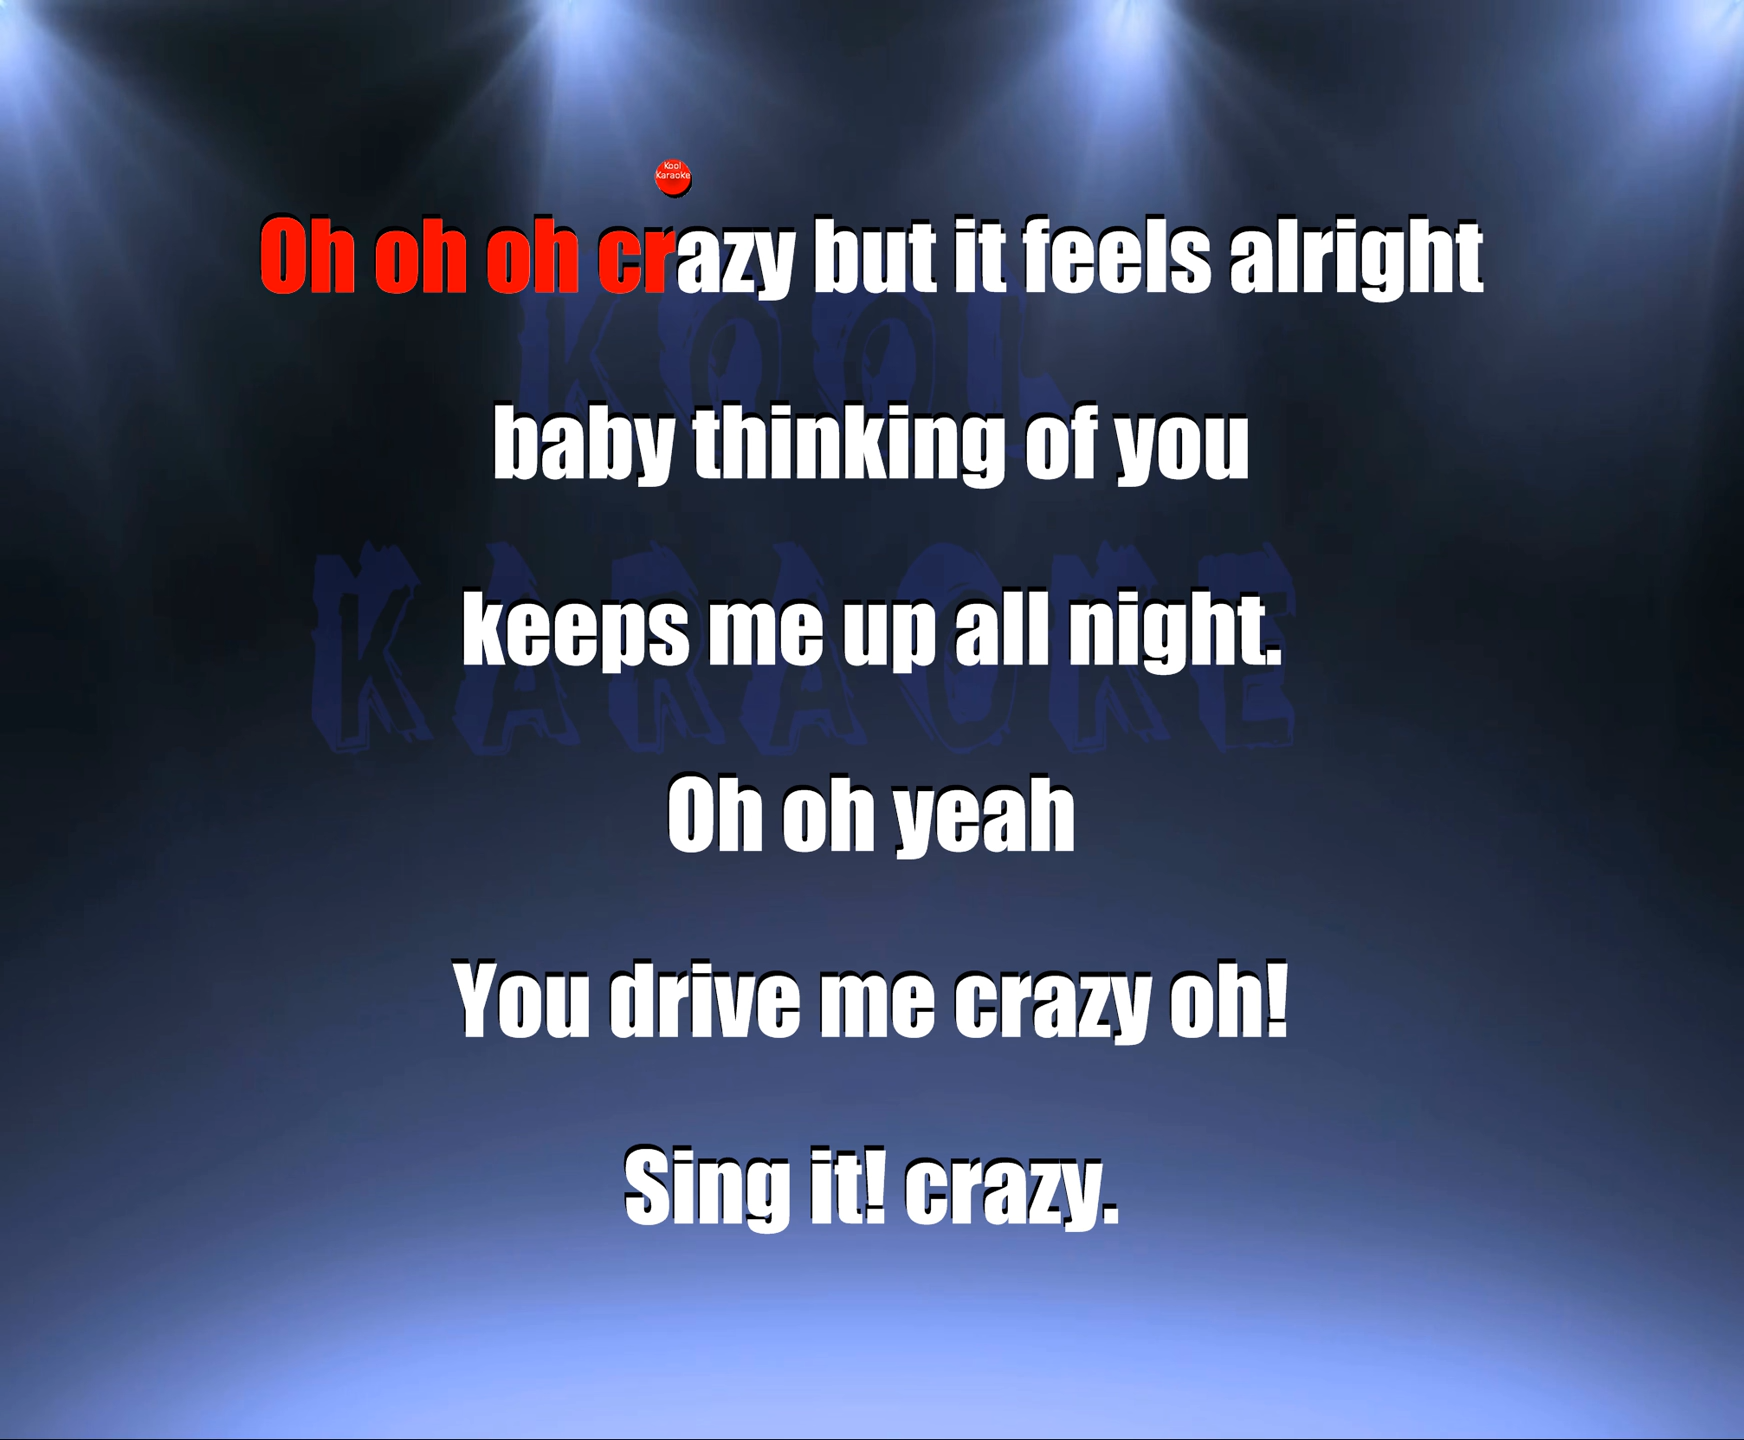 Kool
Karaoke
Oh oh oh crazy but it feels alright
KOOL
baby thinking of you
KARAOKE
keeps me up all night.
Oh oh yeah
You drive me crazy oh!
Sing it! crazy.